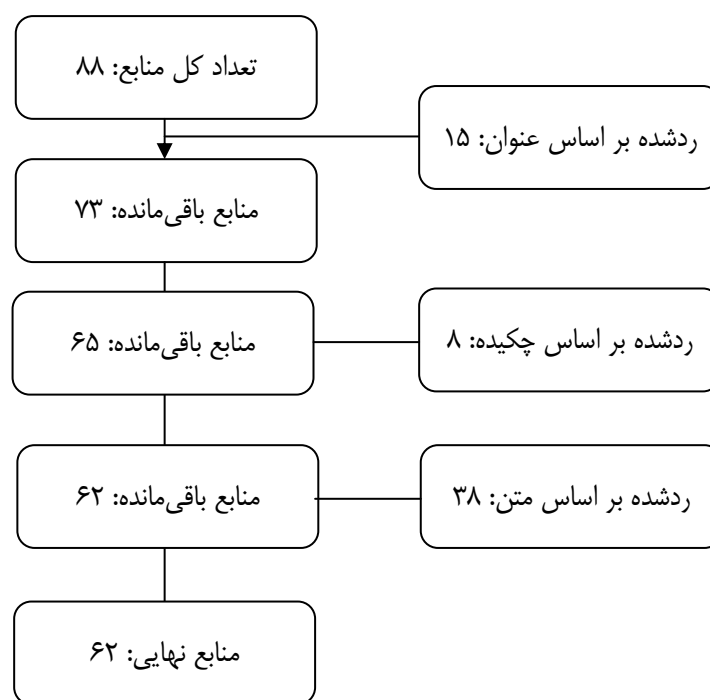 تعداد کل منابع: ۸۸
ردشده بر اساس عنوان: ۱۵
منابع باقی‌مانده: ۷۳
منابع باقی‌مانده: ۶۵
ردشده بر اساس چکیده: ۸
منابع باقی‌مانده: ۶۲
ردشده بر اساس متن: ۳۸
منابع نهایی: ۶۲